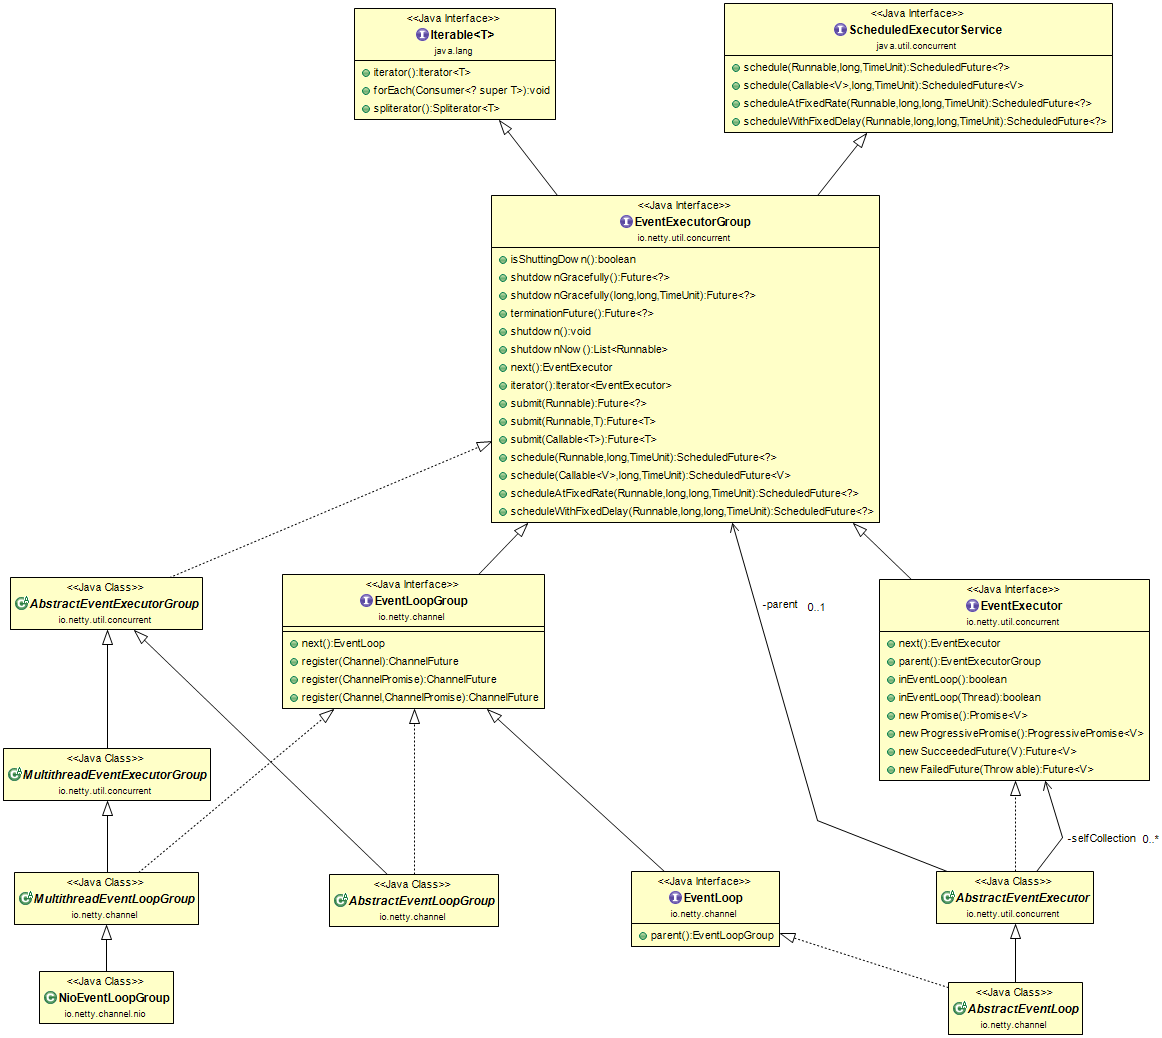 <<Java Interface>>
Iterable<T>
java.lang
iterator():Iterator<T>
forEach(Consumer<? super T>):void
spliterator():Spliterator<T>
<<Java Interface>>
ScheduledExecutorService
java.util.concurrent
schedule(Runnable,long,TimeUnit):ScheduledFuture<?>
schedule(Callable<V>,long,TimeUnit):ScheduledFuture<V>
scheduleAtFixedRate(Runnable,long,long,TimeUnit):ScheduledFuture<?>
scheduleWithFixedDelay(Runnable,long,long,TimeUnit):ScheduledFuture<?>
<<Java Interface>>
EventExecutorGroup
io.netty.util.concurrent
isShuttingDown():boolean
shutdownGracefully():Future<?>
shutdownGracefully(long,long,TimeUnit):Future<?>
terminationFuture():Future<?>
shutdown():void
shutdownNow():List<Runnable>
next():EventExecutor
iterator():Iterator<EventExecutor>
submit(Runnable):Future<?>
submit(Runnable,T):Future<T>
submit(Callable<T>):Future<T>
schedule(Runnable,long,TimeUnit):ScheduledFuture<?>
schedule(Callable<V>,long,TimeUnit):ScheduledFuture<V>
scheduleAtFixedRate(Runnable,long,long,TimeUnit):ScheduledFuture<?>
scheduleWithFixedDelay(Runnable,long,long,TimeUnit):ScheduledFuture<?>
<<Java Class>>
AbstractEventExecutorGroup
io.netty.util.concurrent
<<Java Interface>>
EventLoopGroup
io.netty.channel
next():EventLoop
register(Channel):ChannelFuture
register(ChannelPromise):ChannelFuture
register(Channel,ChannelPromise):ChannelFuture
-parent 0..1
<<Java Interface>>
EventExecutor
io.netty.util.concurrent
next():EventExecutor
parent():EventExecutorGroup
inEventLoop():boolean
inEventLoop(Thread):boolean
newPromise():Promise<V>
newProgressivePromise():ProgressivePromise<V>
newSucceededFuture(V):Future<V>
newFailedFuture(Throwable):Future<V>
<<Java Class>>
MultithreadEventExecutorGroup
io.netty.util.concurrent
-selfCollection 0..*
<<Java Class>>
MultithreadEventLoopGroup
io.netty.channel
<<Java Class>>
AbstractEventLoopGroup
io.netty.channel
<<Java Interface>>
EventLoop
io.netty.channel
parent():EventLoopGroup
<<Java Class>>
AbstractEventExecutor
io.netty.util.concurrent
<<Java Class>>
NioEventLoopGroup
io.netty.channel.nio
<<Java Class>>
AbstractEventLoop
io.netty.channel